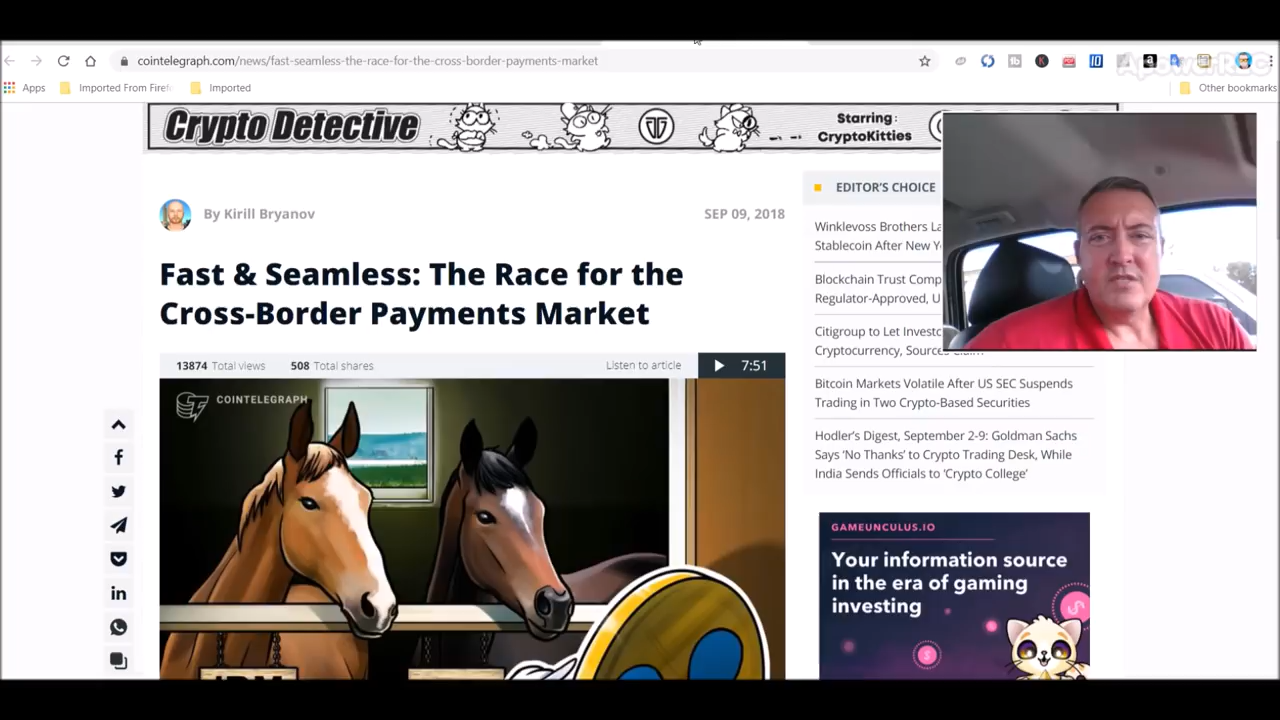 cointelegraph.com/news/fast-seamless-the-race-for-the-cross-border-payments-market
ApowerREC
Apps
Imported From Firef
Imported
Other bookmarks
Crypto Detective
Starring:
CryptoKitties
By Kirill Bryanov
SEP 09, 2018
Fast & Seamless: The Race for the
Cross-Border Payments Market
13874 Total views
508 Total shares
Listen to article
7:51
COINTELEGRAPH
EDITOR'S CHOICE
Winklevoss Brothers La
Stablecoin After New Y
Blockchain Trust Comp
Regulator-Approved, U
Citigroup to Let Investo
Cryptocurrency, Sources Claim
Bitcoin Markets Volatile After US SEC Suspends
Trading in Two Crypto-Based Securities
Hodler's Digest, September 2-9: Goldman Sachs
Says 'No Thanks' to Crypto Trading Desk, While
India Sends Officials to 'Crypto College'
GAMEUNCULUS.IO
Your information source
in the era of gaming
investing